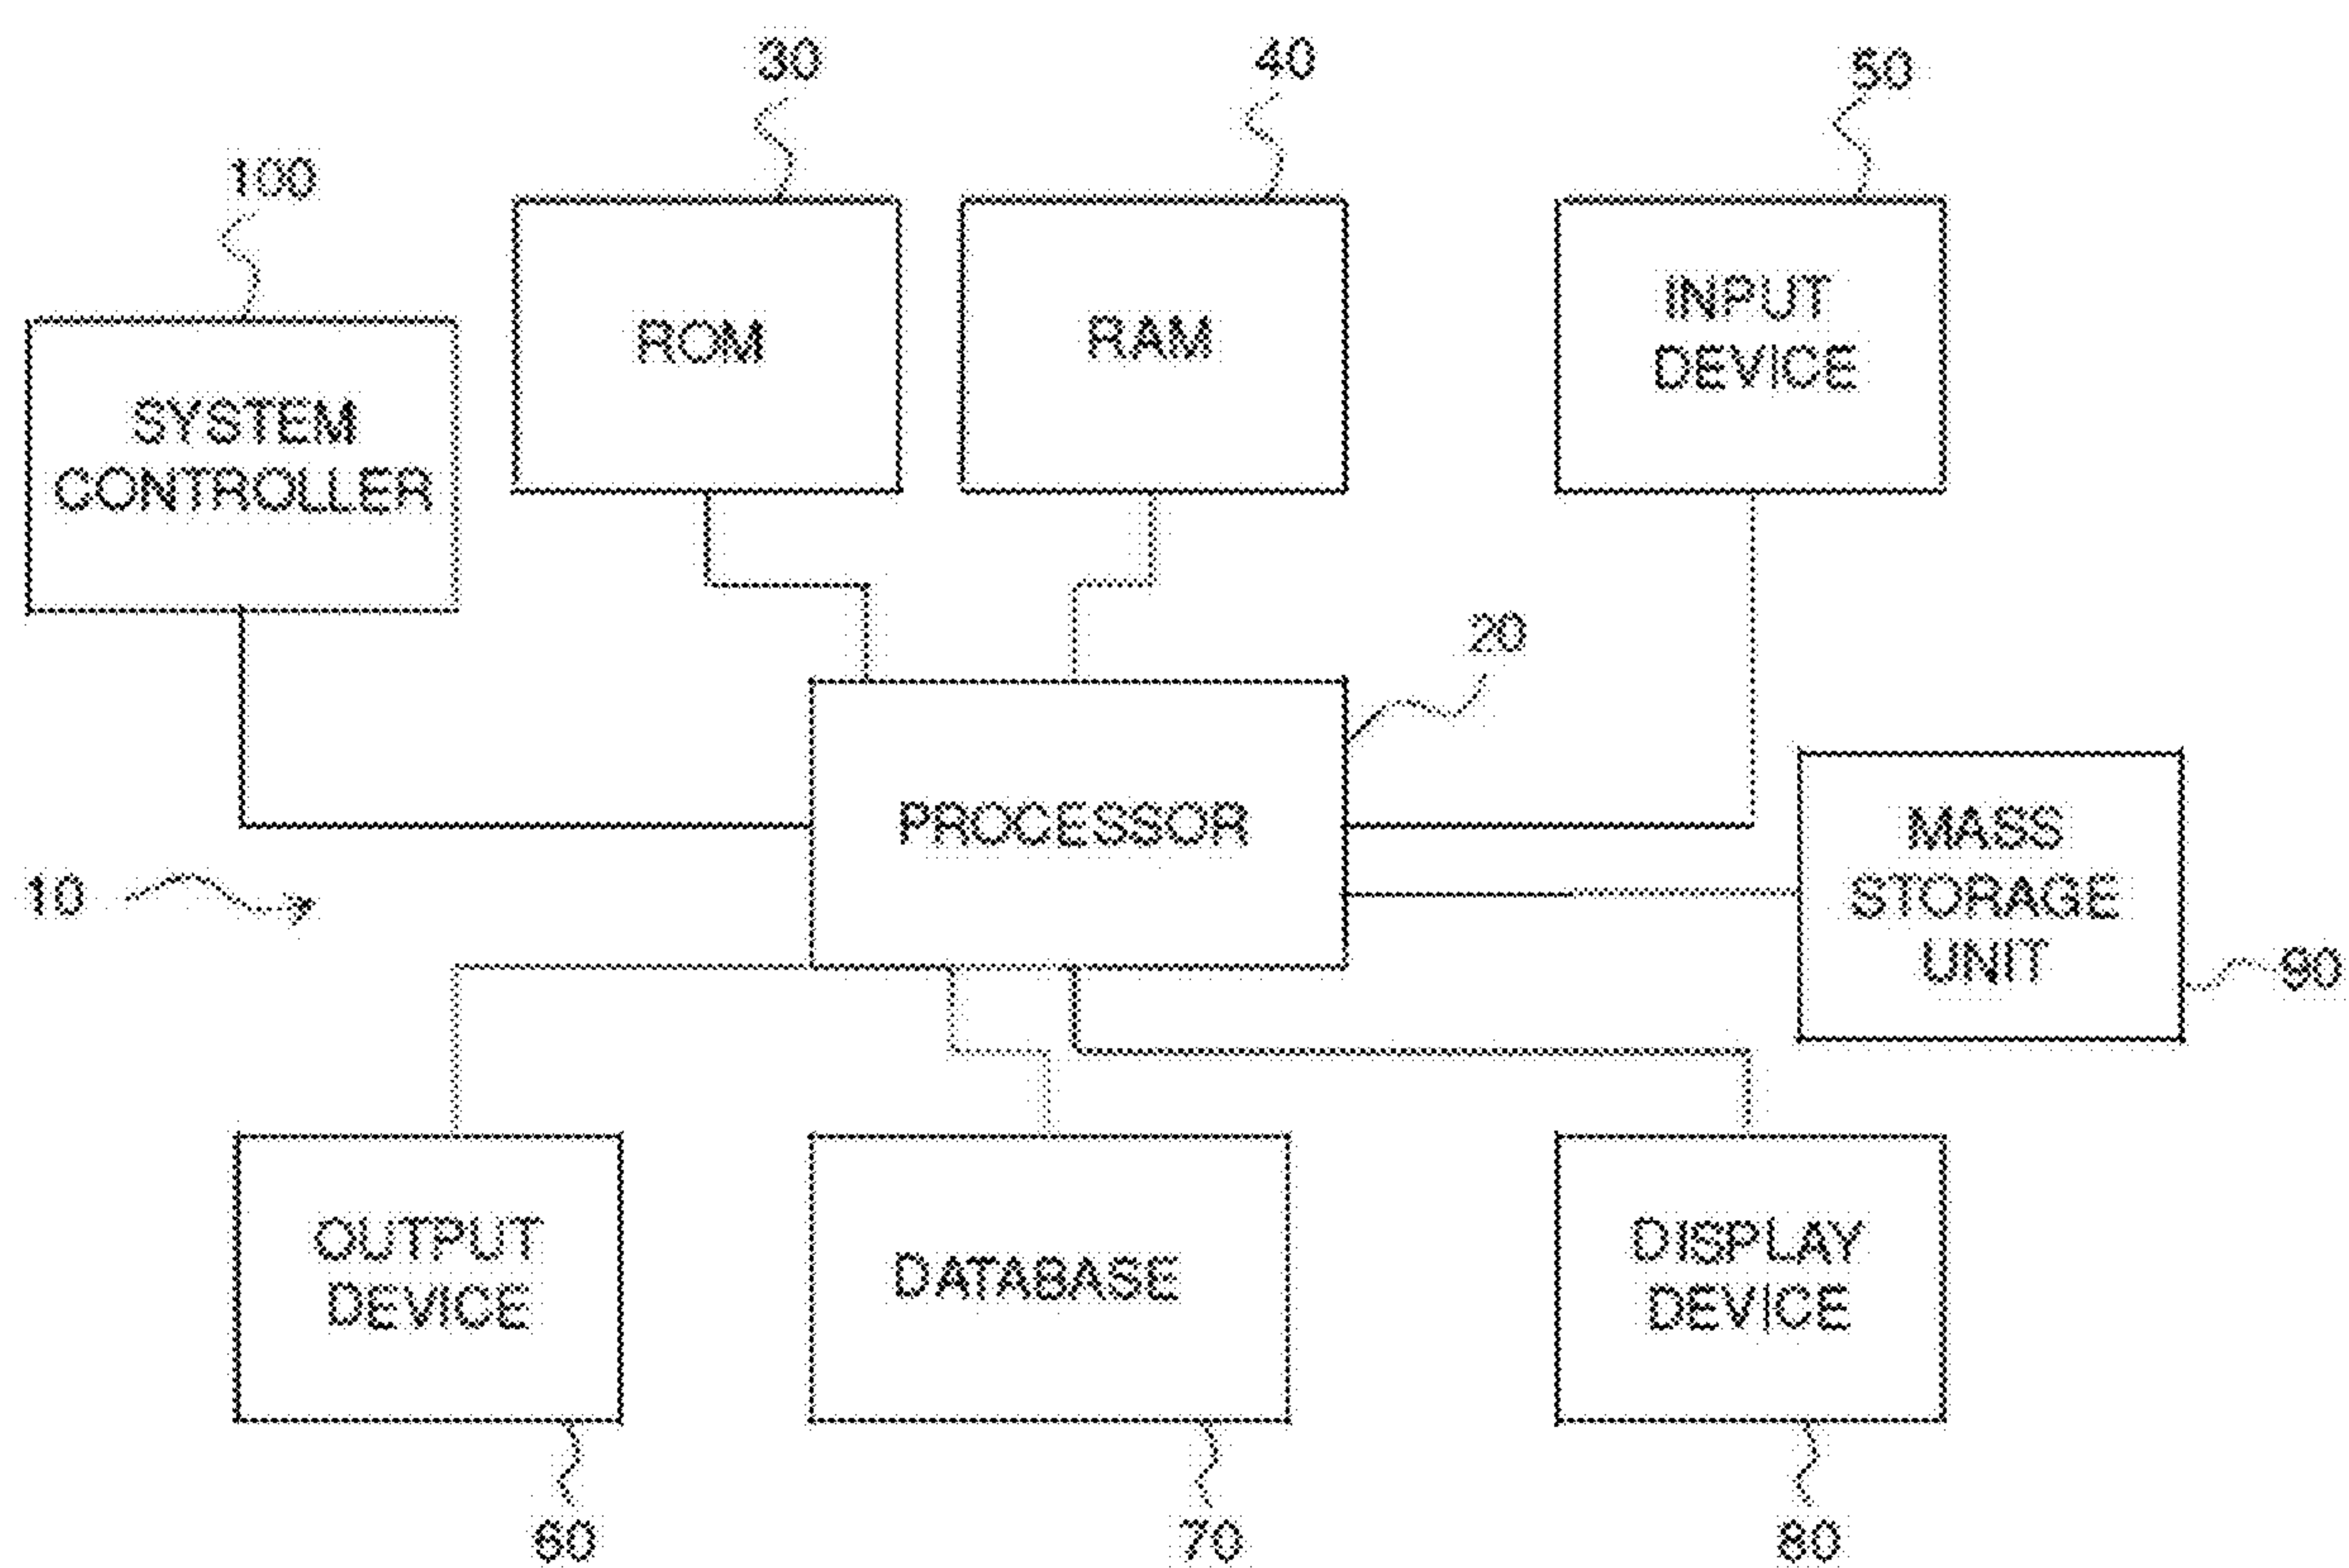 30
40
50
100
ROM
RAM
INPUT
DEVICE
SYSTEM
CONTROLLER
20
PROCESSOR
MASS
STORAGE
UNIT
10
90
OUTPUT
DEVICE
DATABASE
DISPLAY
DEVICE
60
70
80